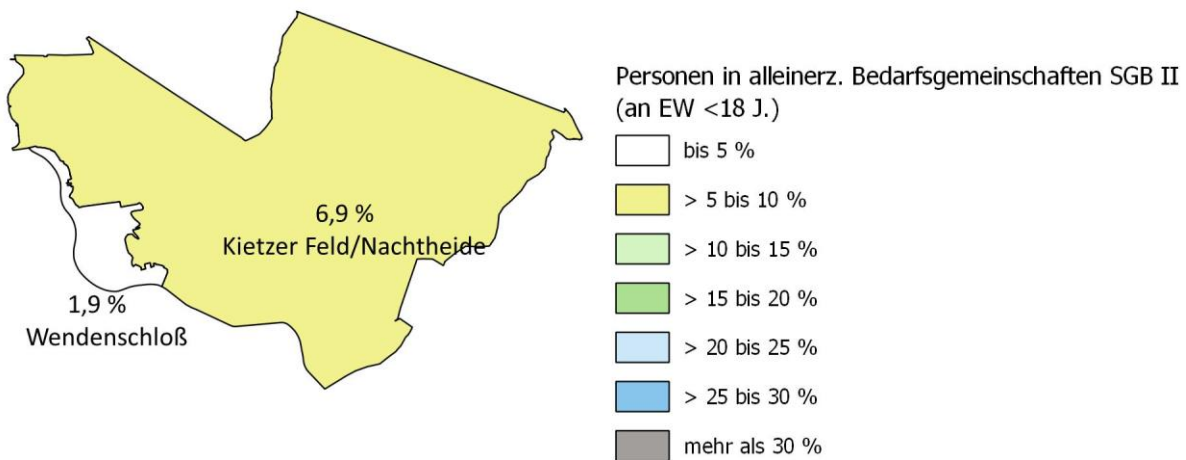 6,9 %
Kietzer Feld/Nachtheide
1,9 %
Wendenschloß
Personen in alleinerz. Bedarfsgemeinschaften SGB II
(an EW <18 J.)
bis 5 %
> 5 bis 10 %
> 10 bis 15 %
> 15 bis 20 %
> 20 bis 25 %
> 25 bis 30 %
mehr als 30 %